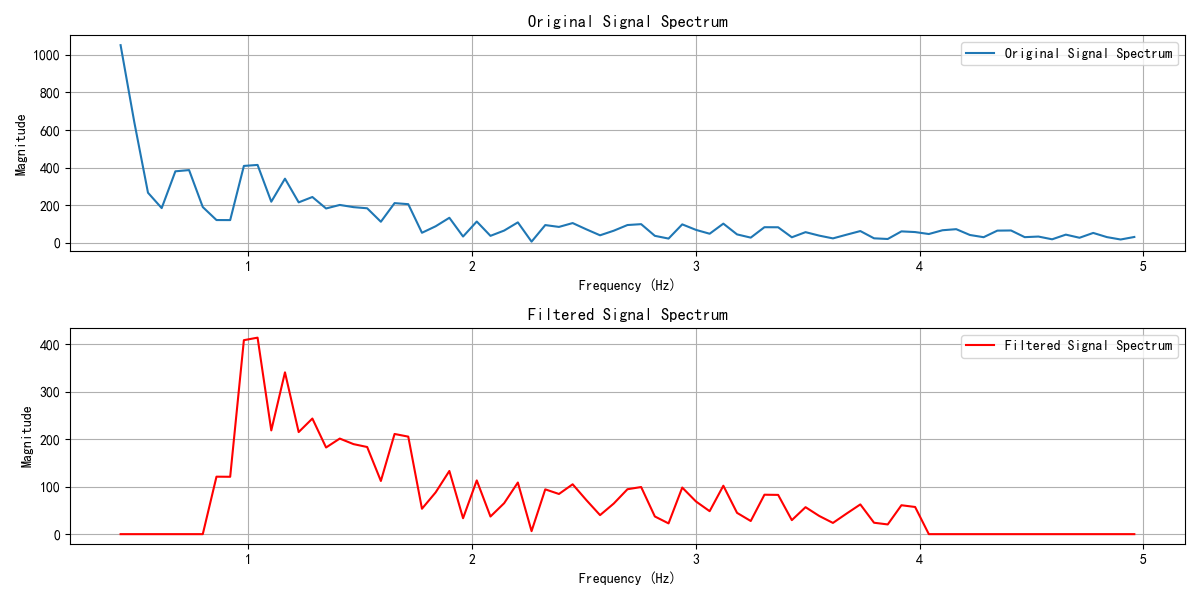 Original Signal Spectrum
Original Signal Spectrum
1000
800
600
400
200
0
Magnitude
1 2 3 4 5
Frequency (Hz)
Filtered Signal Spectrum
Filtered Signal Spectrum
400
300
200
100
0
Magnitude
1 2 3 4 5
Frequency (Hz)